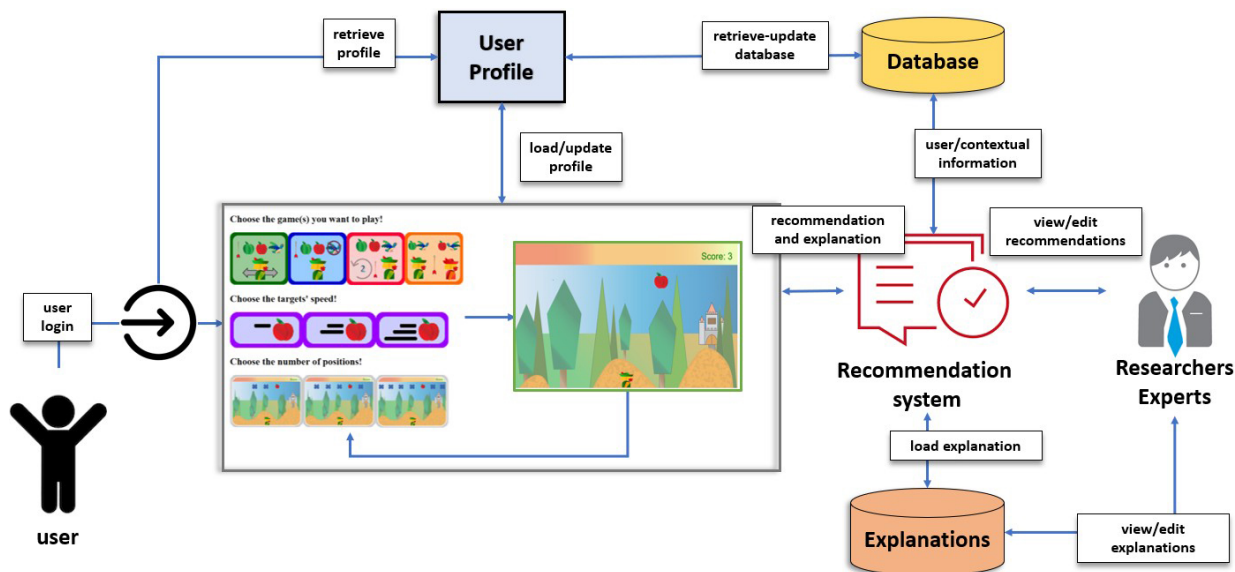 retrieve
profile
User
Profile
retrieve-update
database
Database
load/update
profile
user/contextual
information
Choose the game(s) you want to play!
2
Choose the targets' speed!
Choose the number of positions!
Score: 3
recommendation
and explanation
view/edit
recommendations
user
login
user
Recommendation
system
Researchers
Experts
load explanation
Explanations
view/edit
explanations